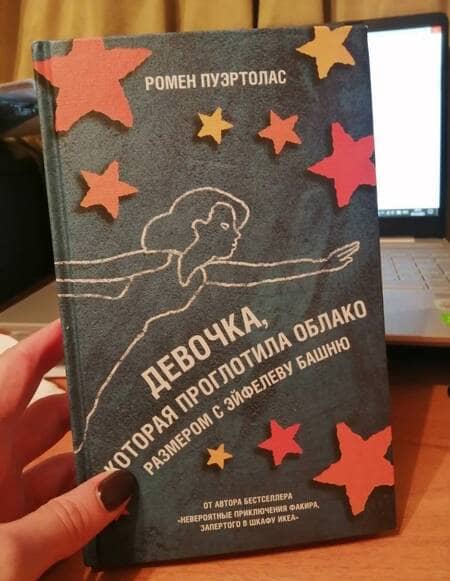 РОМЕН ПУЭРТОЛАС
ДЕВОЧКА,
КОТОРАЯ ПРОГЛОТИЛА ОБЛАКО
РАЗМЕРОМ С ЭЙФЕЛЕВУ БАШНЮ
ОТ АВТОРА БЕСТСЕЛЛЕРА
«НЕВЕРОЯТНЫЕ ПРИКЛЮЧЕНИЯ ФАКИРА,
ЗАПЕРТОГО В ШКАФУ ИКЕА»